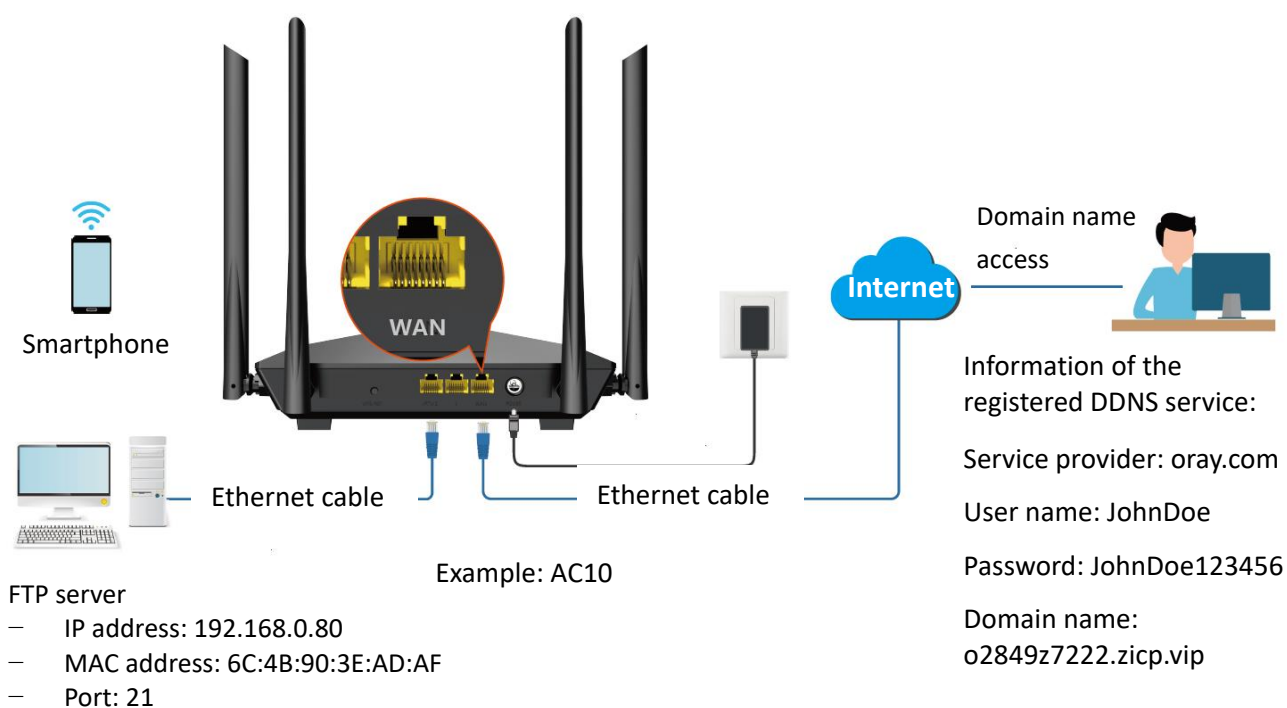 WAN
Smartphone
Internet
Domain name
access
Ethernet cable
Ethernet cable
Example: AC10
FTP server
– IP address: 192.168.0.80
– MAC address: 6C:4B:90:3E:AD:AF
– Port: 21
Information of the
registered DDNS service:
Service provider: oray.com
User name: JohnDoe
Password: JohnDoe123456
Domain name:
o2849z7222.zicp.vip